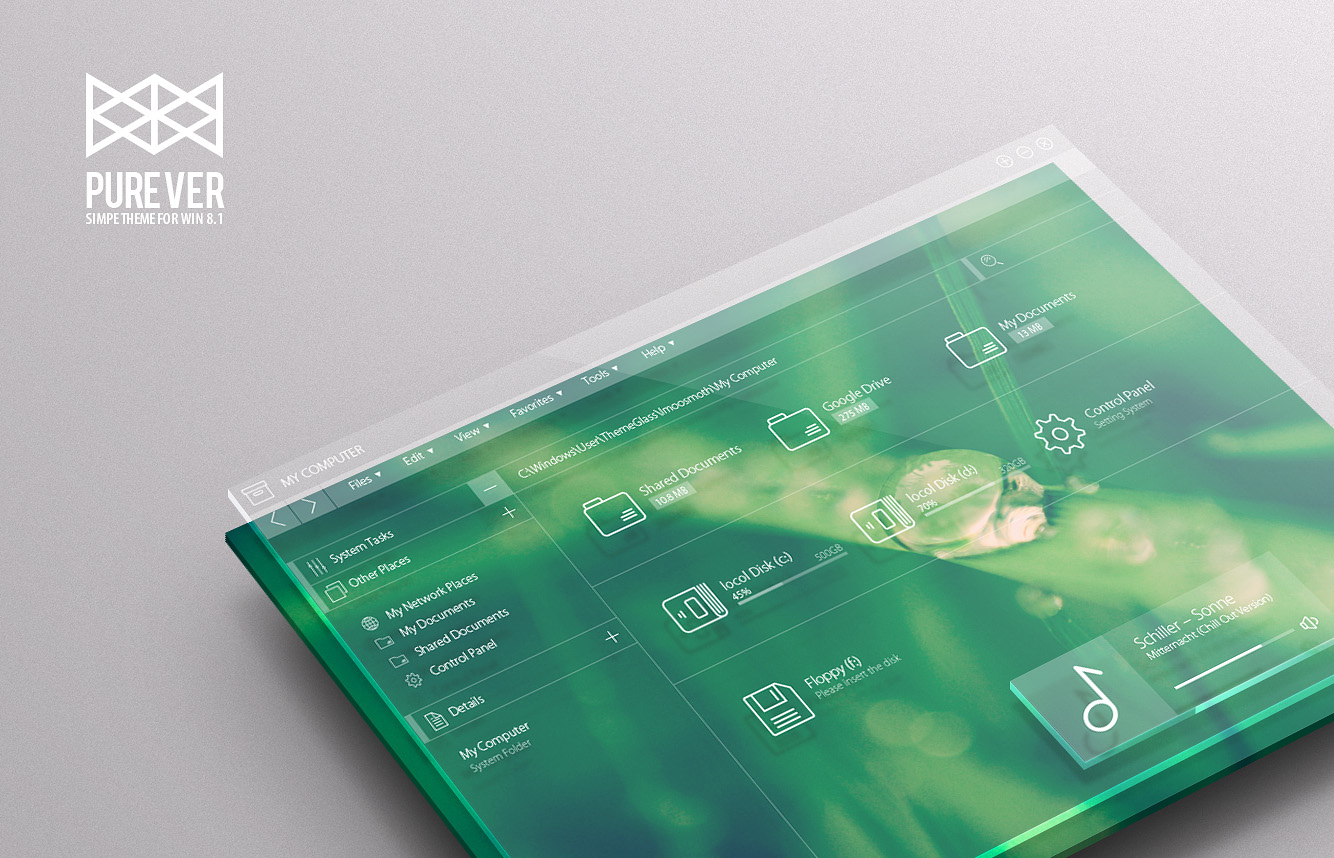 PUREVER
SIMPE THEME FOR WIN 8.1
MY COMPUTER
Files
Edit
View
Favorites
Tools
Help
C:\Windows\User\ThemeGlass\Imoosmoth\My Computer
System Tasks
Other Places
My Network Places
My Documents
Shared Documents
Control Panel
Details
My Computer
System Folder
Shared Documents
10.8 MB
Google Drive
275 MB
My Documents
13 MB
locol Disk (c:)
45%
500GB
locol Disk (d:)
70%
320GB
Control Panel
Setting System
Floppy (f:)
Please insert the disk
Schiller – Sonne
Mitternacht (Chill Out Version)